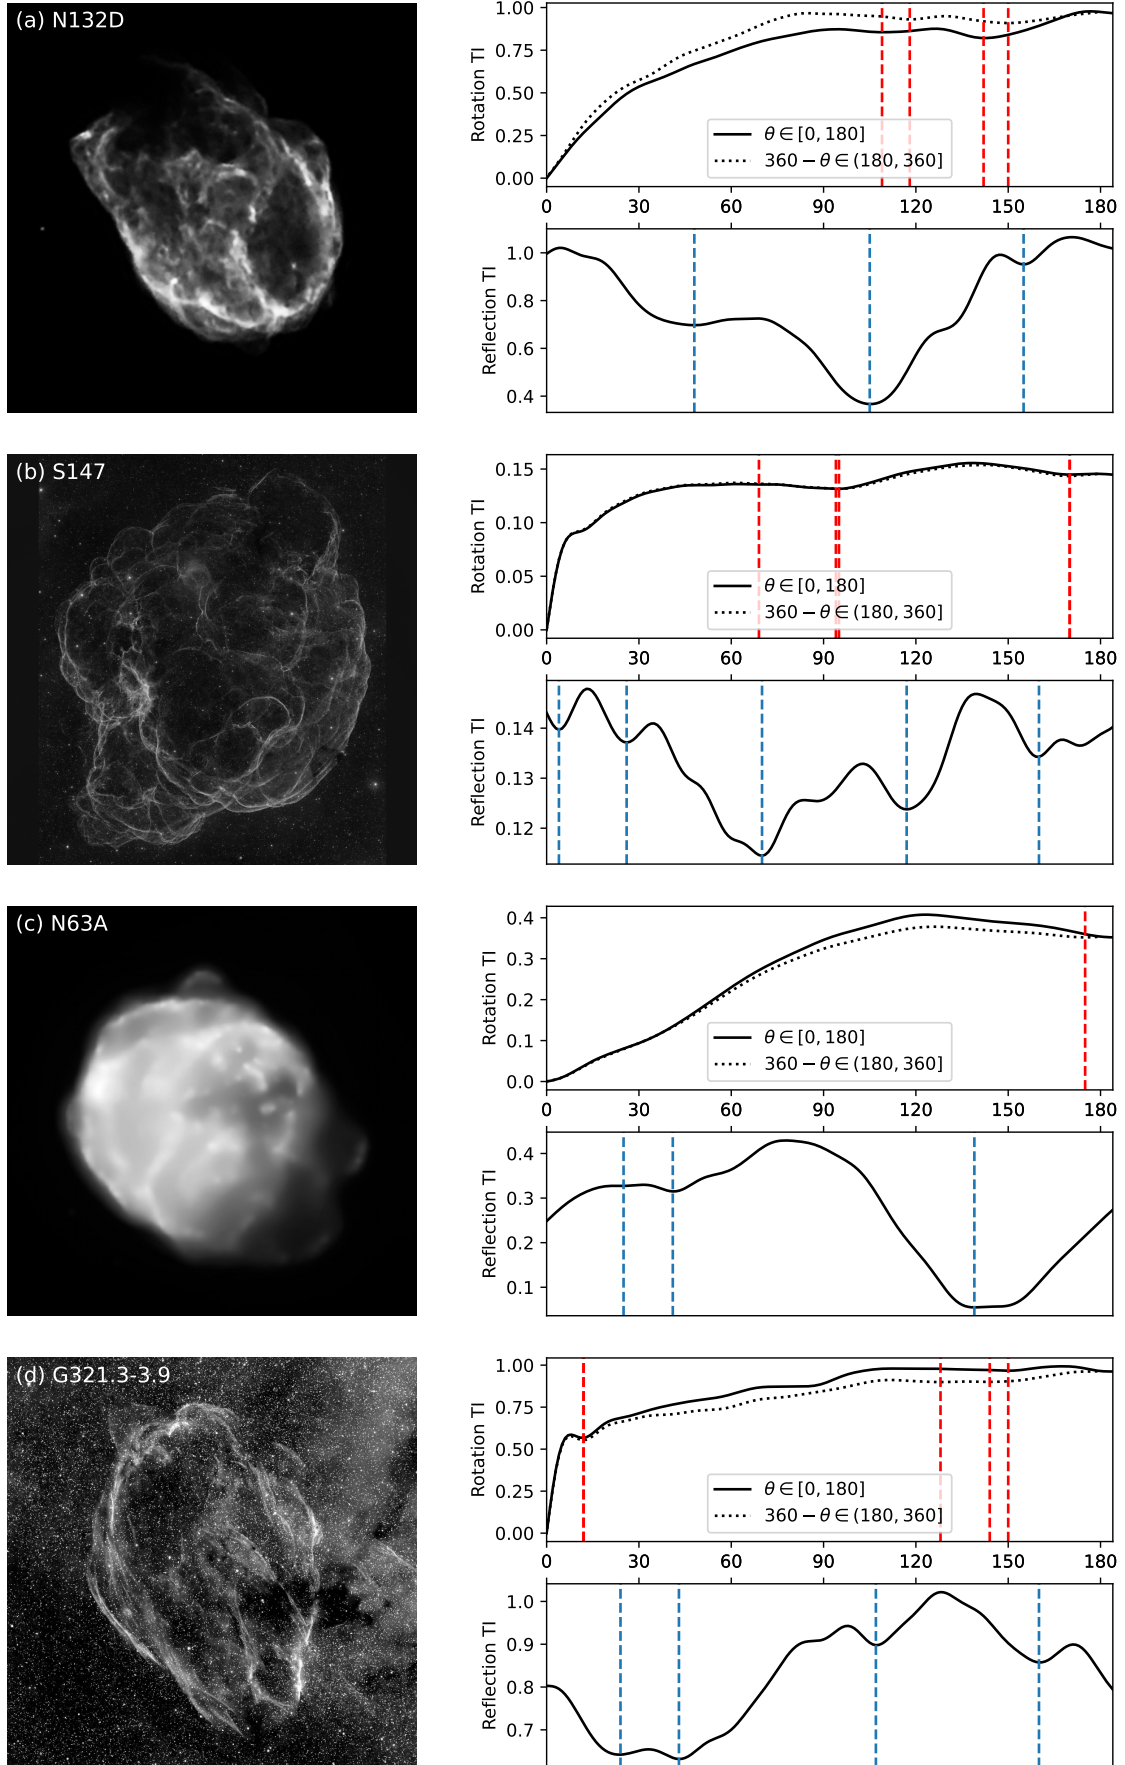 (a) N132D
Rotation TI
1.00
0.75
0.50
0.25
0.00
θ ∈ [0, 180]
360 − θ ∈ (180, 360]
0 30 60 90 120 150 180
Reflection TI
1.0
0.8
0.6
0.4
(b) S147
Rotation TI
0.15
0.10
0.05
0.00
θ ∈ [0, 180]
360 − θ ∈ (180, 360]
0 30 60 90 120 150 180
Reflection TI
0.14
0.13
0.12
(c) N63A
Rotation TI
0.4
0.3
0.2
0.1
0.0
θ ∈ [0, 180]
360 − θ ∈ (180, 360]
0 30 60 90 120 150 180
Reflection TI
0.4
0.3
0.2
0.1
(d) G321.3-3.9
Rotation TI
1.00
0.75
0.50
0.25
0.00
θ ∈ [0, 180]
360 − θ ∈ (180, 360]
0 30 60 90 120 150 180
Reflection TI
1.0
0.9
0.8
0.7